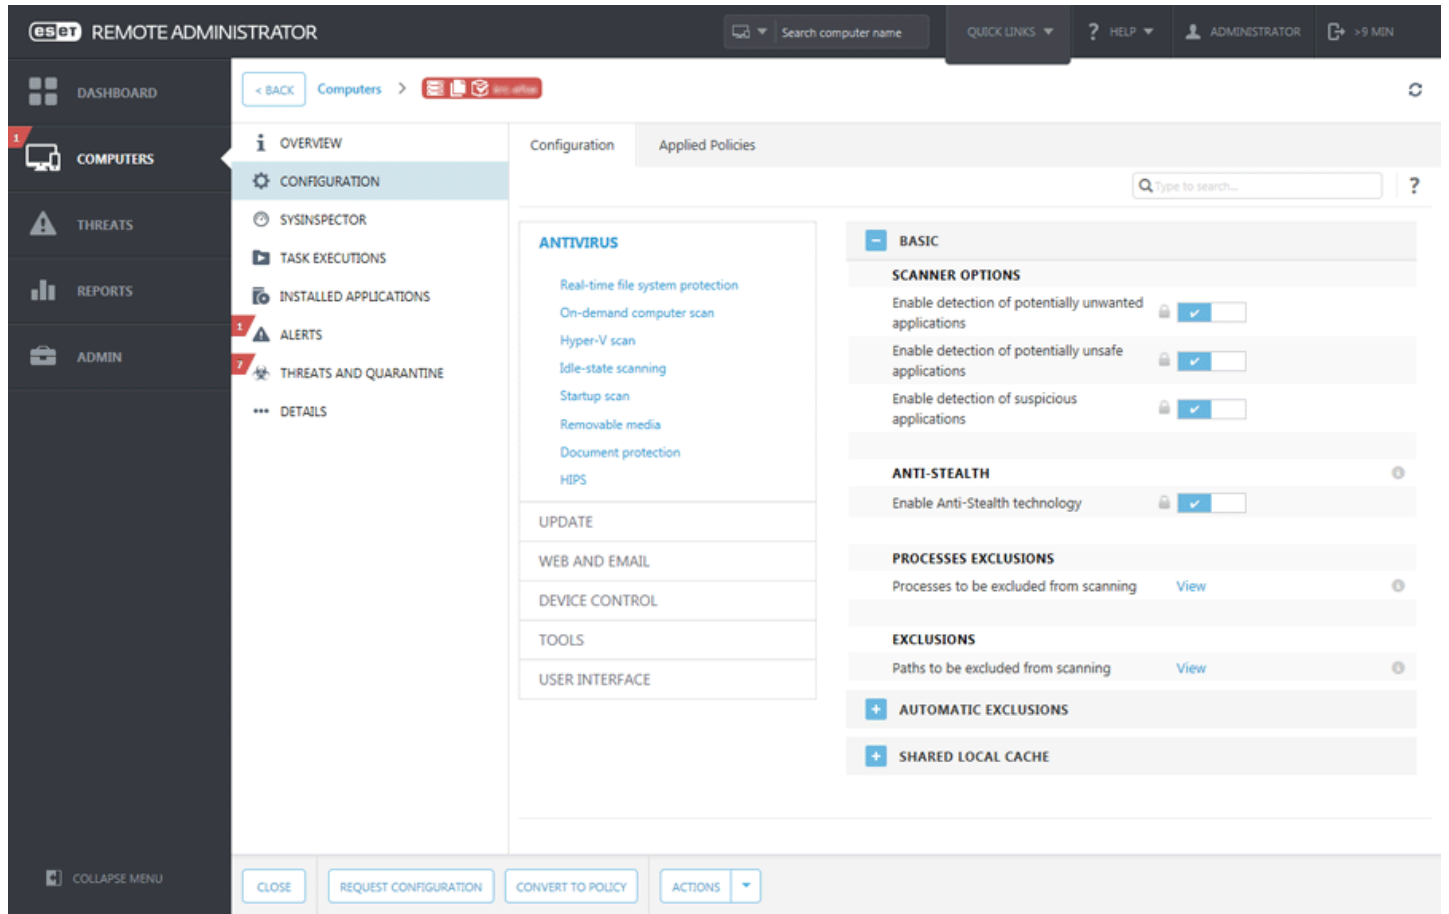 eset REMOTE ADMINISTRATOR
Search computer name
QUICK LINKS
? HELP
ADMINISTRATOR
>9 MIN
DASHBOARD
1
COMPUTERS
THREATS
REPORTS
ADMIN
COLLAPSE MENU
< BACK
Computers >
OVERVIEW
CONFIGURATION
SYSINSPECTOR
TASK EXECUTIONS
INSTALLED APPLICATIONS
1
ALERTS
7
THREATS AND QUARANTINE
DETAILS
Configuration
Applied Policies
Type to search...
?
ANTIVIRUS
Real-time file system protection
On-demand computer scan
Hyper-V scan
Idle-state scanning
Startup scan
Removable media
Document protection
HIPS
UPDATE
WEB AND EMAIL
DEVICE CONTROL
TOOLS
USER INTERFACE
BASIC
SCANNER OPTIONS
Enable detection of potentially unwanted
applications
Enable detection of potentially unsafe
applications
Enable detection of suspicious
applications
ANTI-STEALTH
Enable Anti-Stealth technology
PROCESSES EXCLUSIONS
Processes to be excluded from scanning View
EXCLUSIONS
Paths to be excluded from scanning View
AUTOMATIC EXCLUSIONS
SHARED LOCAL CACHE
CLOSE
REQUEST CONFIGURATION
CONVERT TO POLICY
ACTIONS